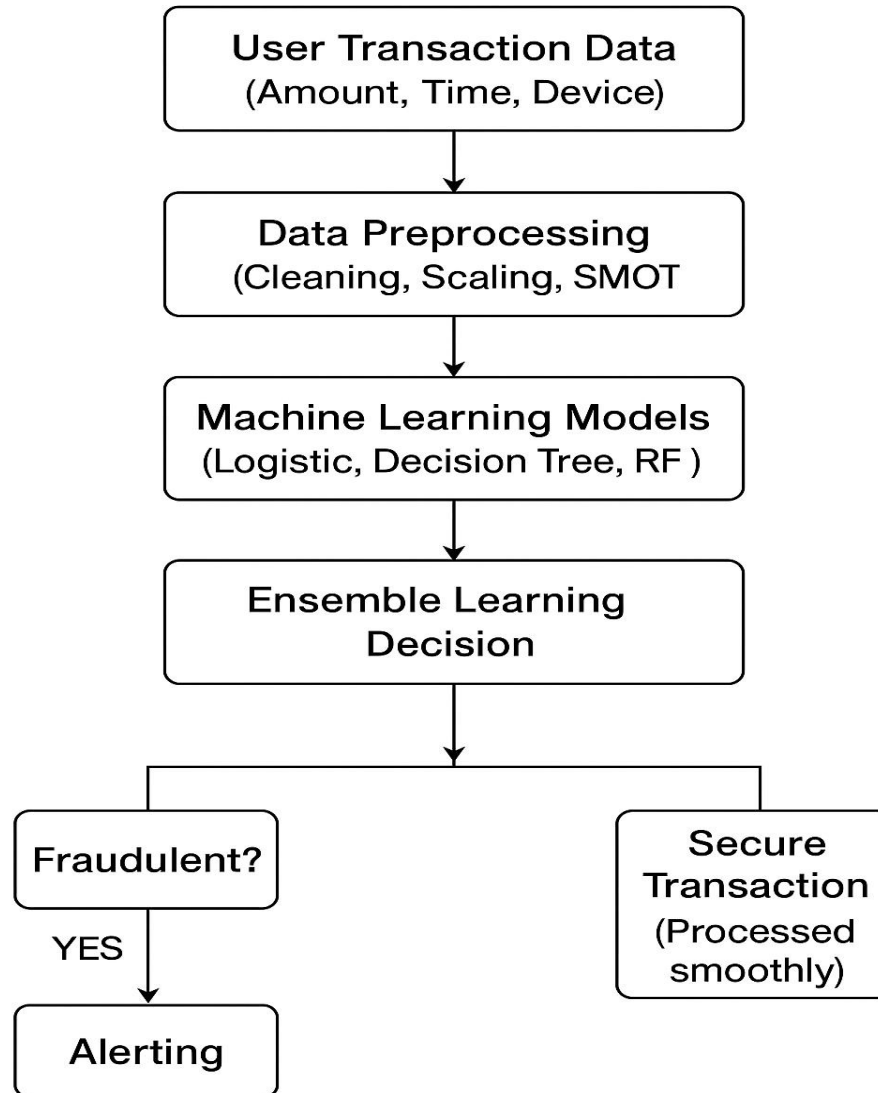 User Transaction Data
(Amount, Time, Device)
Data Preprocessing
(Cleaning, Scaling, SMOT
Machine Learning Models
(Logistic, Decision Tree, RF )
Ensemble Learning
Decision
Fraudulent?
YES
Alerting
Secure
Transaction
(Processed
smoothly)